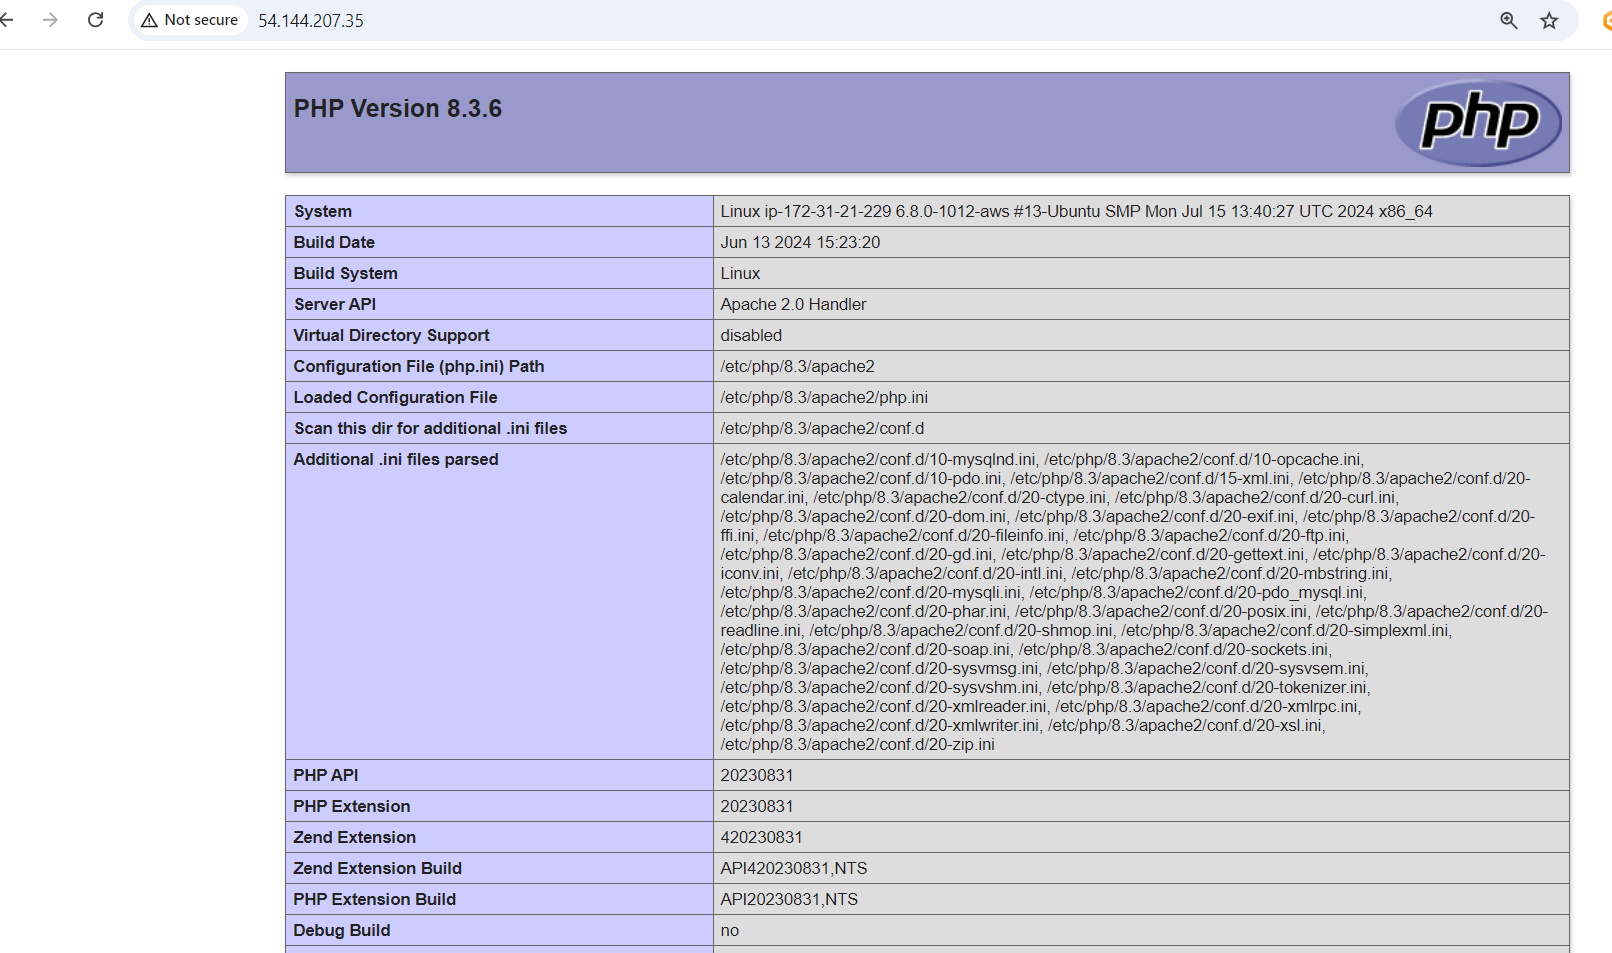 Not secure 54.144.207.35
PHP Version 8.3.6
php
System Linux ip-172-31-21-229 6.8.0-1012-aws #13-Ubuntu SMP Mon Jul 15 13:40:27 UTC 2024 x86_64
Build Date Jun 13 2024 15:23:20
Build System Linux
Server API Apache 2.0 Handler
Virtual Directory Support disabled
Configuration File (php.ini) Path /etc/php/8.3/apache2
Loaded Configuration File /etc/php/8.3/apache2/php.ini
Scan this dir for additional .ini files /etc/php/8.3/apache2/conf.d
Additional .ini files parsed /etc/php/8.3/apache2/conf.d/10-mysqlnd.ini, /etc/php/8.3/apache2/conf.d/10-opcache.ini,
/etc/php/8.3/apache2/conf.d/10-pdo.ini, /etc/php/8.3/apache2/conf.d/15-xml.ini, /etc/php/8.3/apache2/conf.d/20-
calendar.ini, /etc/php/8.3/apache2/conf.d/20-ctype.ini, /etc/php/8.3/apache2/conf.d/20-curl.ini,
/etc/php/8.3/apache2/conf.d/20-dom.ini, /etc/php/8.3/apache2/conf.d/20-exif.ini, /etc/php/8.3/apache2/conf.d/20-
ffi.ini, /etc/php/8.3/apache2/conf.d/20-fileinfo.ini, /etc/php/8.3/apache2/conf.d/20-ftp.ini,
/etc/php/8.3/apache2/conf.d/20-gd.ini, /etc/php/8.3/apache2/conf.d/20-gettext.ini, /etc/php/8.3/apache2/conf.d/20-
iconv.ini, /etc/php/8.3/apache2/conf.d/20-intl.ini, /etc/php/8.3/apache2/conf.d/20-mbstring.ini,
/etc/php/8.3/apache2/conf.d/20-mysqli.ini, /etc/php/8.3/apache2/conf.d/20-pdo_mysql.ini,
/etc/php/8.3/apache2/conf.d/20-phar.ini, /etc/php/8.3/apache2/conf.d/20-posix.ini, /etc/php/8.3/apache2/conf.d/20-
readline.ini, /etc/php/8.3/apache2/conf.d/20-shmop.ini, /etc/php/8.3/apache2/conf.d/20-simplexml.ini,
/etc/php/8.3/apache2/conf.d/20-soap.ini, /etc/php/8.3/apache2/conf.d/20-sockets.ini,
/etc/php/8.3/apache2/conf.d/20-sysvmsg.ini, /etc/php/8.3/apache2/conf.d/20-sysvsem.ini,
/etc/php/8.3/apache2/conf.d/20-sysvshm.ini, /etc/php/8.3/apache2/conf.d/20-tokenizer.ini,
/etc/php/8.3/apache2/conf.d/20-xmlreader.ini, /etc/php/8.3/apache2/conf.d/20-xmlrpc.ini,
/etc/php/8.3/apache2/conf.d/20-xmlwriter.ini, /etc/php/8.3/apache2/conf.d/20-xsl.ini,
/etc/php/8.3/apache2/conf.d/20-zip.ini
PHP API 20230831
PHP Extension 20230831
Zend Extension 420230831
Zend Extension Build API420230831,NTS
PHP Extension Build API20230831,NTS
Debug Build no